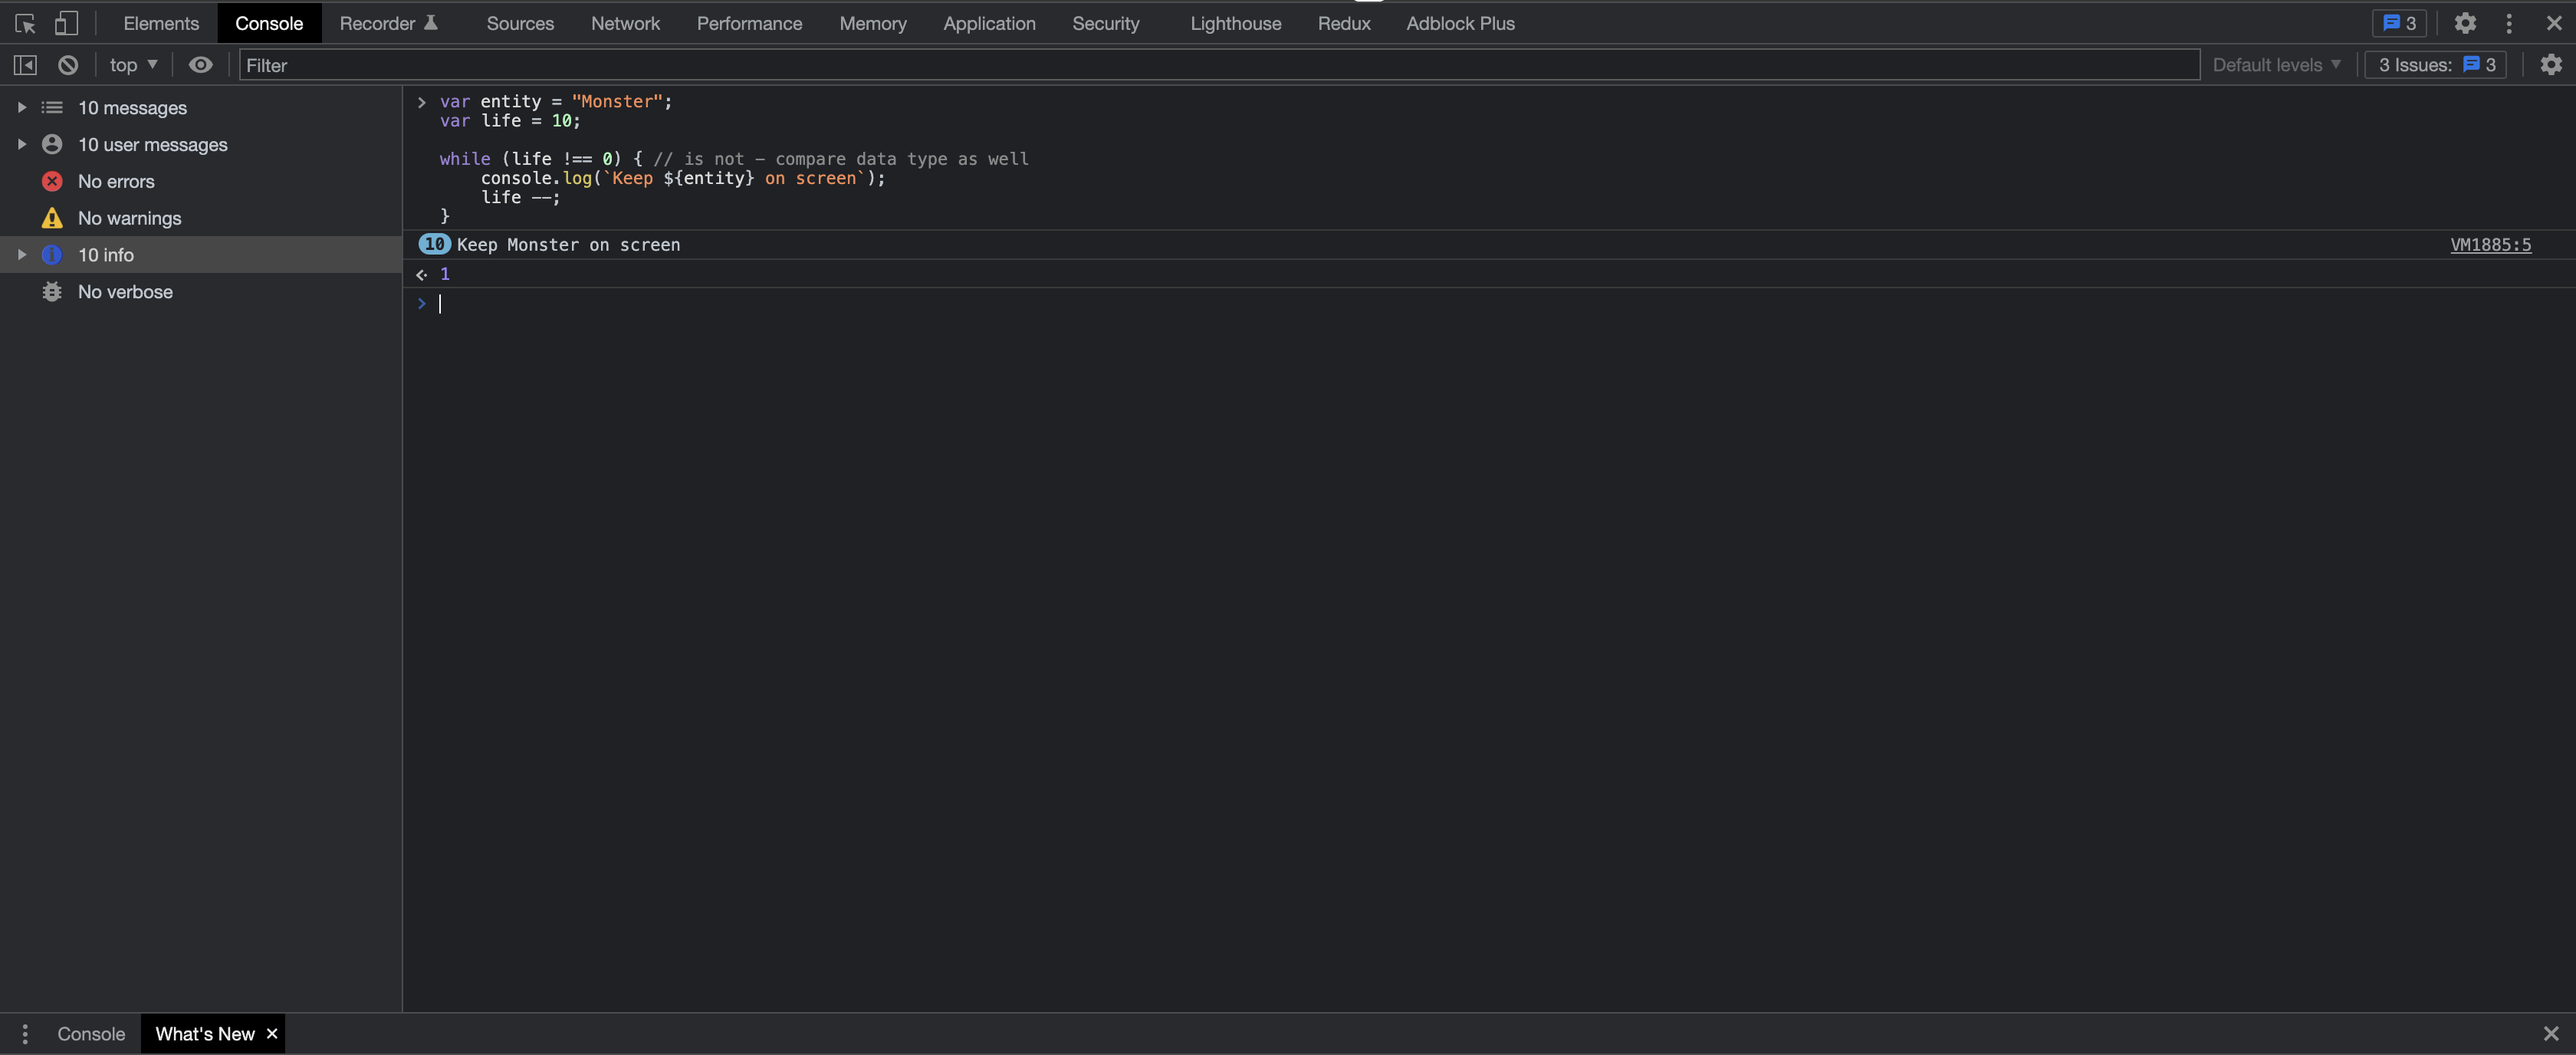 Elements Console Recorder Sources Network Performance Memory Application Security Lighthouse Redux Adblock Plus 3
top Filter Default levels 3 Issues: 3
10 messages
10 user messages
No errors
No warnings
10 info
No verbose
var entity = "Monster";
var life = 10;
while (life !== 0) { // is not – compare data type as well
console.log(`Keep ${entity} on screen`);
life --;
}
10 Keep Monster on screen VM1885:5
1
Console What's New